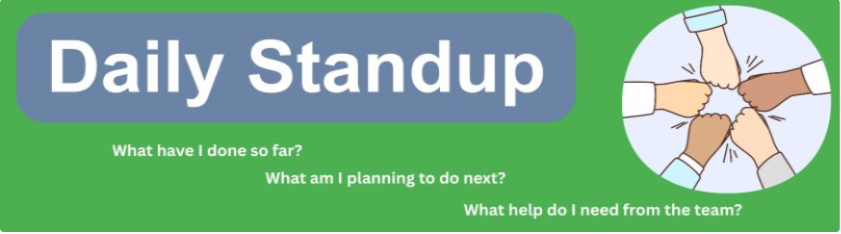 Daily Standup
What have I done so far?
What am I planning to do next?
What help do I need from the team?